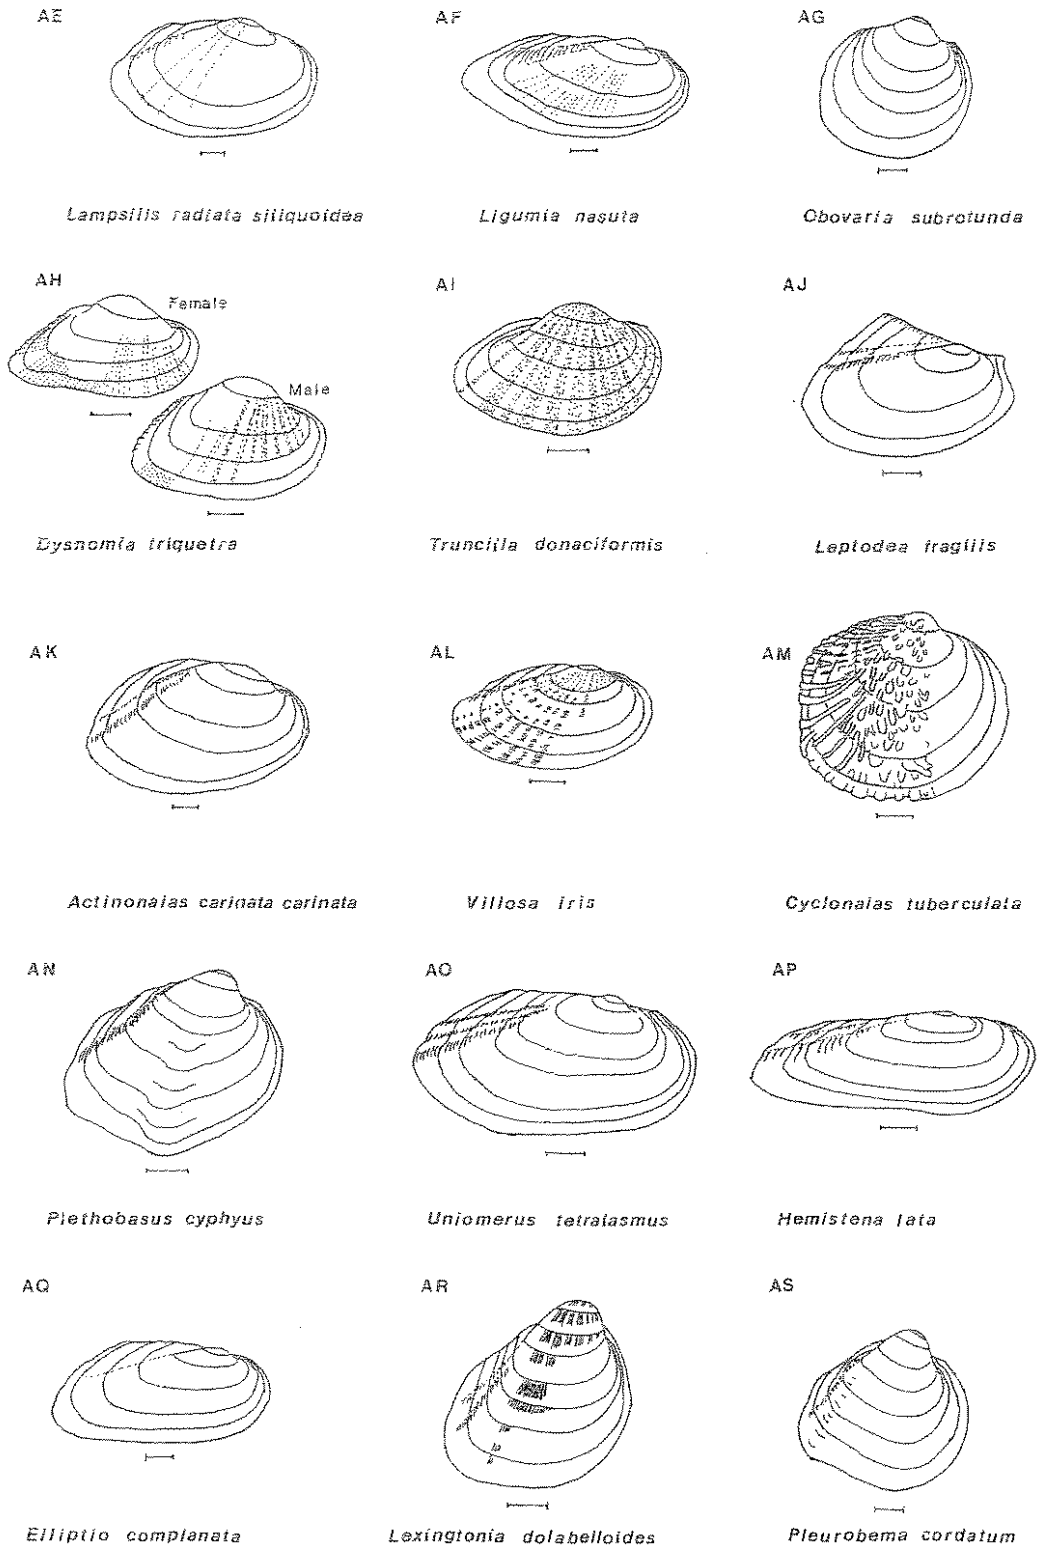 AE
AF
AG
Lampsilis radiata siliquoidea
Ligumia nasuta
Obovaria subrotunda
AH
Female
Male
AI
AJ
Dysnomia triquetra
Truncilla donaciformis
Leptodea fragilis
AK
AL
AM
Actinonaias carinata carinata
Villosa iris
Cyclonaias tuberculata
AN
AO
AP
Plethobasus cyphyus
Uniomerus tetralasmus
Hemistena lata
AQ
AR
AS
Elliptio complanata
Lexingtonia dolabelloides
Pleurobema cordatum